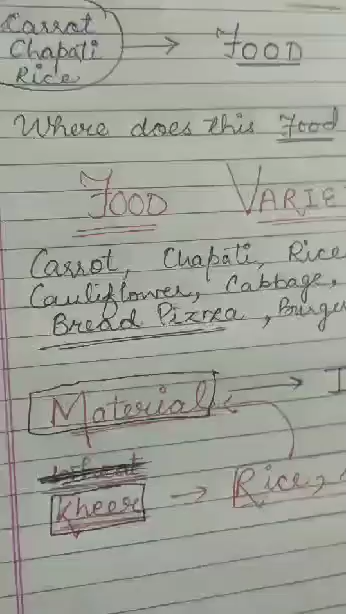 Carrot
Chapati → FOOD
Rice
Where does this Food
FOOD VARIE
Carrot, Chapati, Rice
Cauliflower, Cabbage,
Bread Pizza, Burge
Material → I
Kheer → Rice,